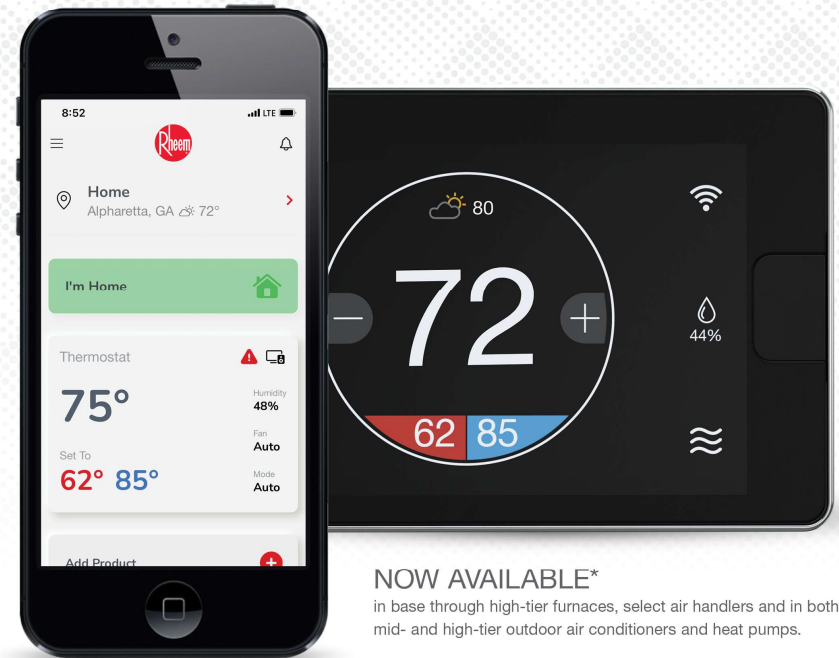 8:52
LTE
Rheem
Home
Alpharetta, GA 72°
I'm Home
Thermostat
75°
Humidity
48%
Fan
Auto
Set To
62° 85°
Mode
Auto
Add Product
80
72
44%
62 85
NOW AVAILABLE*
in base through high-tier furnaces, select air handlers and in both
mid- and high-tier outdoor air conditioners and heat pumps.